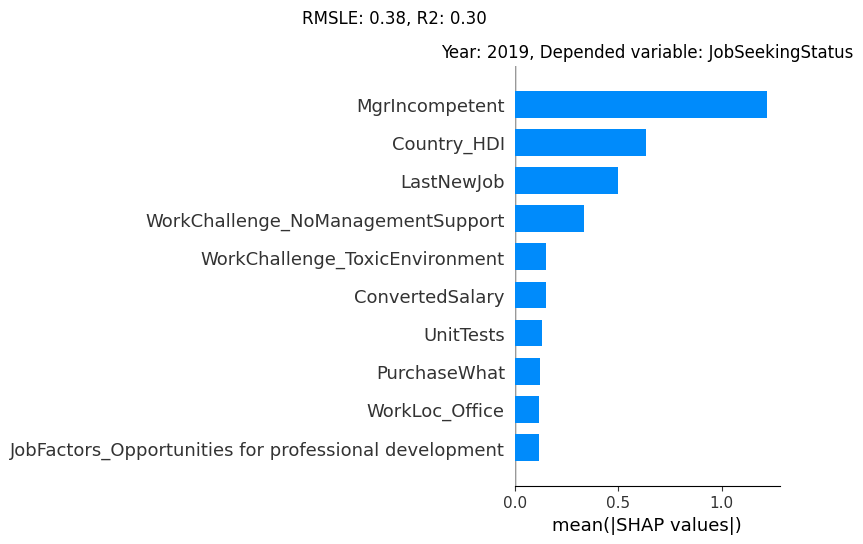 RMSLE: 0.38, R2: 0.30
Year: 2019, Depended variable: JobSeekingStatus
MgrIncompetent
Country_HDI
LastNewJob
WorkChallenge_NoManagementSupport
WorkChallenge_ToxicEnvironment
ConvertedSalary
UnitTests
PurchaseWhat
WorkLoc_Office
JobFactors_Opportunities for professional development
0.0 0.5 1.0
mean(|SHAP values|)